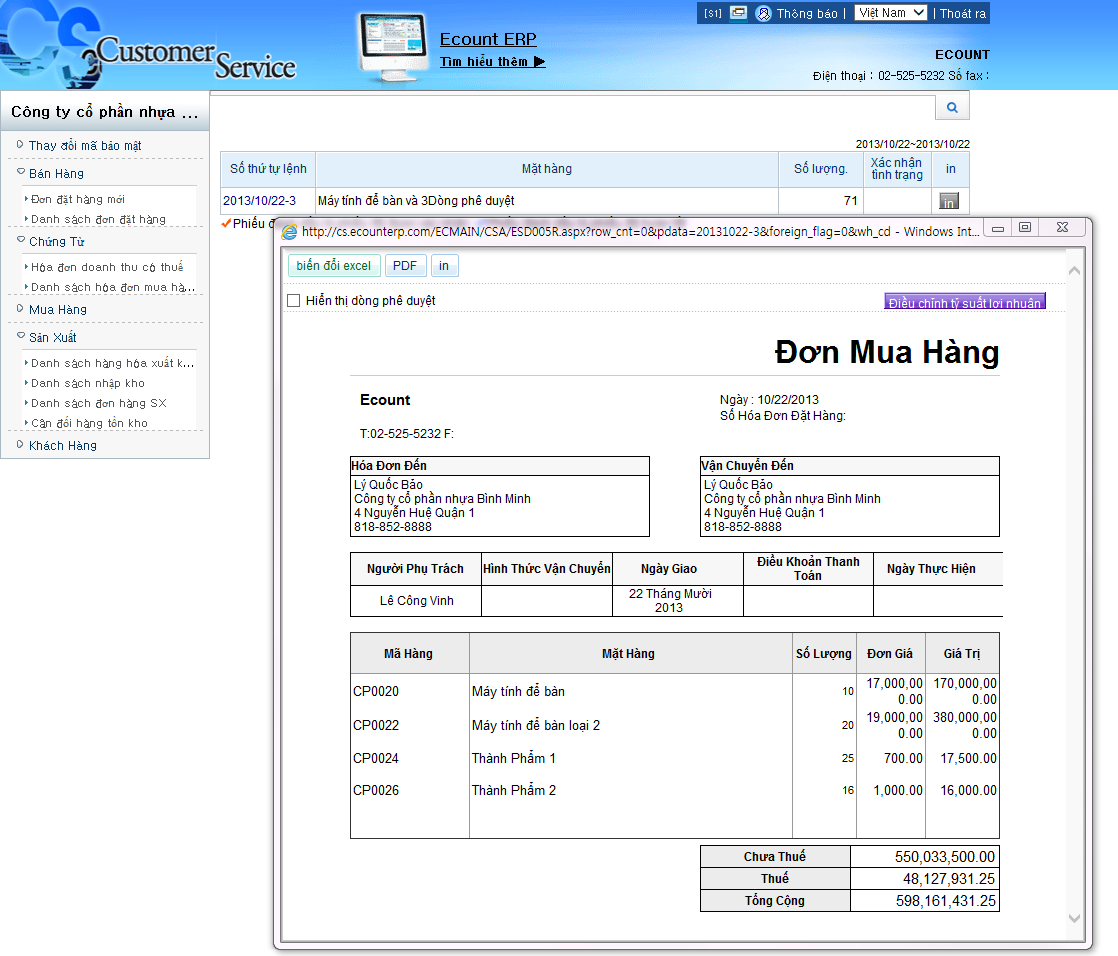 [S1] Thông báo | Việt Nam | Thoát ra
CS Customer Service
Ecount ERP
Tìm hiểu thêm ▶
ECOUNT
Điện thoại : 02-525-5232 Số fax :
Công ty cổ phần nhựa ...
Thay đổi mã bảo mật
Bán Hàng
Đơn đặt hàng mới
Danh sách đơn đặt hàng
Chứng Từ
Hóa đơn doanh thu có thuế
Danh sách hóa đơn mua hà...
Mua Hàng
Sản Xuất
Danh sách hàng hóa xuất k...
Danh sách nhập kho
Danh sách đơn hàng SX
Cân đối hàng tồn kho
Khách Hàng
2013/10/22~2013/10/22
Số thứ tự lệnh Mặt hàng Số lượng. Xác nhận tình trạng in
2013/10/22-3 Máy tính để bàn và 3Dòng phê duyệt 71 in
Phiếu
http://cs.ecounterp.com/ECMAIN/CSA/ESD005R.aspx?row_cnt=0&pdata=20131022-3&foreign_flag=0&wh_cd - Windows Int...
biến đổi excel PDF in
Hiển thị dòng phê duyệt
Điều chỉnh tỷ suất lợi nhuận
Đơn Mua Hàng
Ecount
Ngày : 10/22/2013
Số Hóa Đơn Đặt Hàng:
T:02-525-5232 F:
Hóa Đơn Đến
Lý Quốc Bảo
Công ty cổ phần nhựa Bình Minh
4 Nguyễn Huệ Quận 1
818-852-8888
Vận Chuyển Đến
Lý Quốc Bảo
Công ty cổ phần nhựa Bình Minh
4 Nguyễn Huệ Quận 1
818-852-8888
Người Phụ Trách Hình Thức Vận Chuyển Ngày Giao Điều Khoản Thanh Toán Ngày Thực Hiện
Lê Công Vinh 22 Tháng Mười 2013
Mã Hàng Mặt Hàng Số Lượng Đơn Giá Giá Trị
CP0020 Máy tính để bàn 10 17,000,000.00 170,000,000.00
CP0022 Máy tính để bàn loại 2 20 19,000,000.00 380,000,000.00
CP0024 Thành Phẩm 1 25 700.00 17,500.00
CP0026 Thành Phẩm 2 16 1,000.00 16,000.00
Chưa Thuế 550,033,500.00
Thuế 48,127,931.25
Tổng Cộng 598,161,431.25